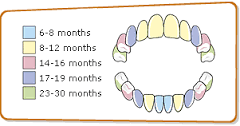 6-8 months
8-12 months
14-16 months
17-19 months
23-30 months